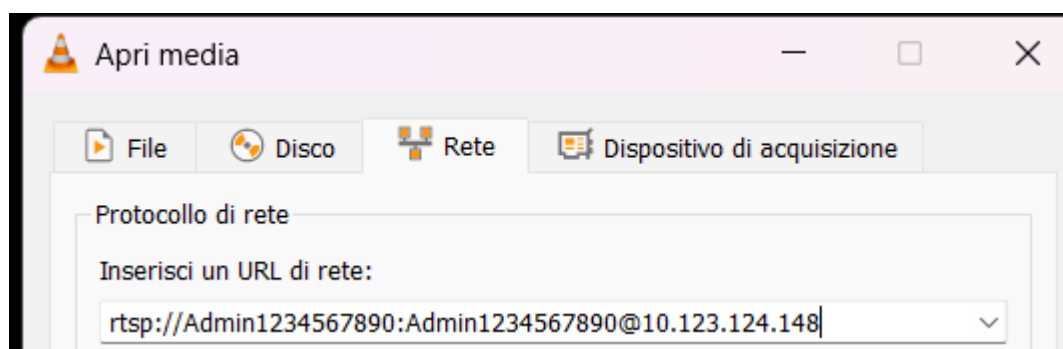 Apri media
File Disco Rete Dispositivo di acquisizione
Protocollo di rete
Inserisci un URL di rete:
rtsp://Admin1234567890:Admin1234567890@10.123.124.148